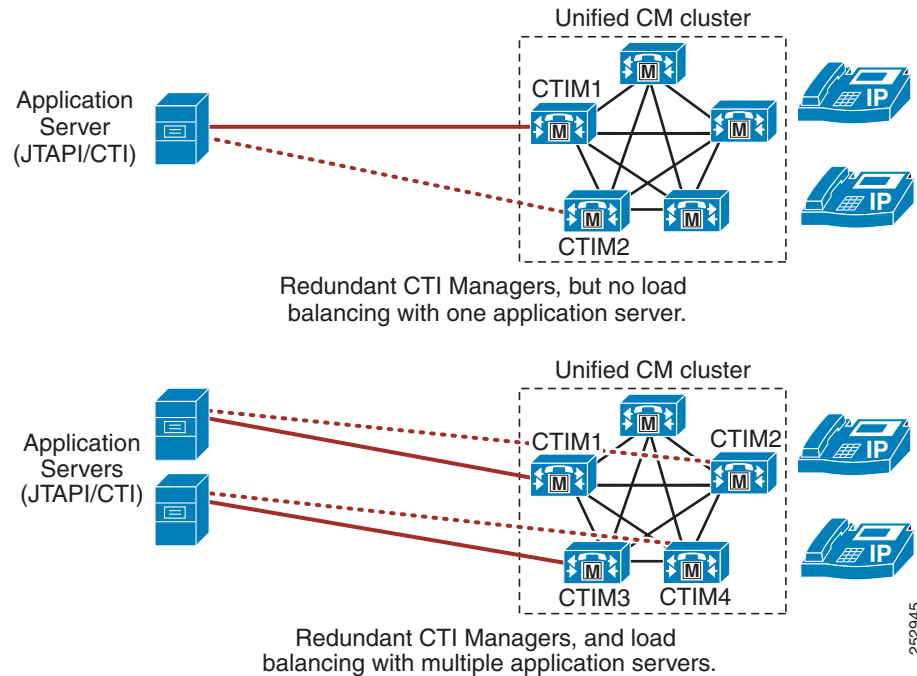 Unified CM cluster
Application
Server
(JTAPI/CTI)
CTIM1
M
M
M
M
M
CTIM2
IP
IP
Redundant CTI Managers, but no load
balancing with one application server.
Unified CM cluster
Application
Servers
(JTAPI/CTI)
CTIM1
CTIM2
M
M
M
M
M
CTIM3
CTIM4
IP
IP
Redundant CTI Managers, and load
balancing with multiple application servers.
252945